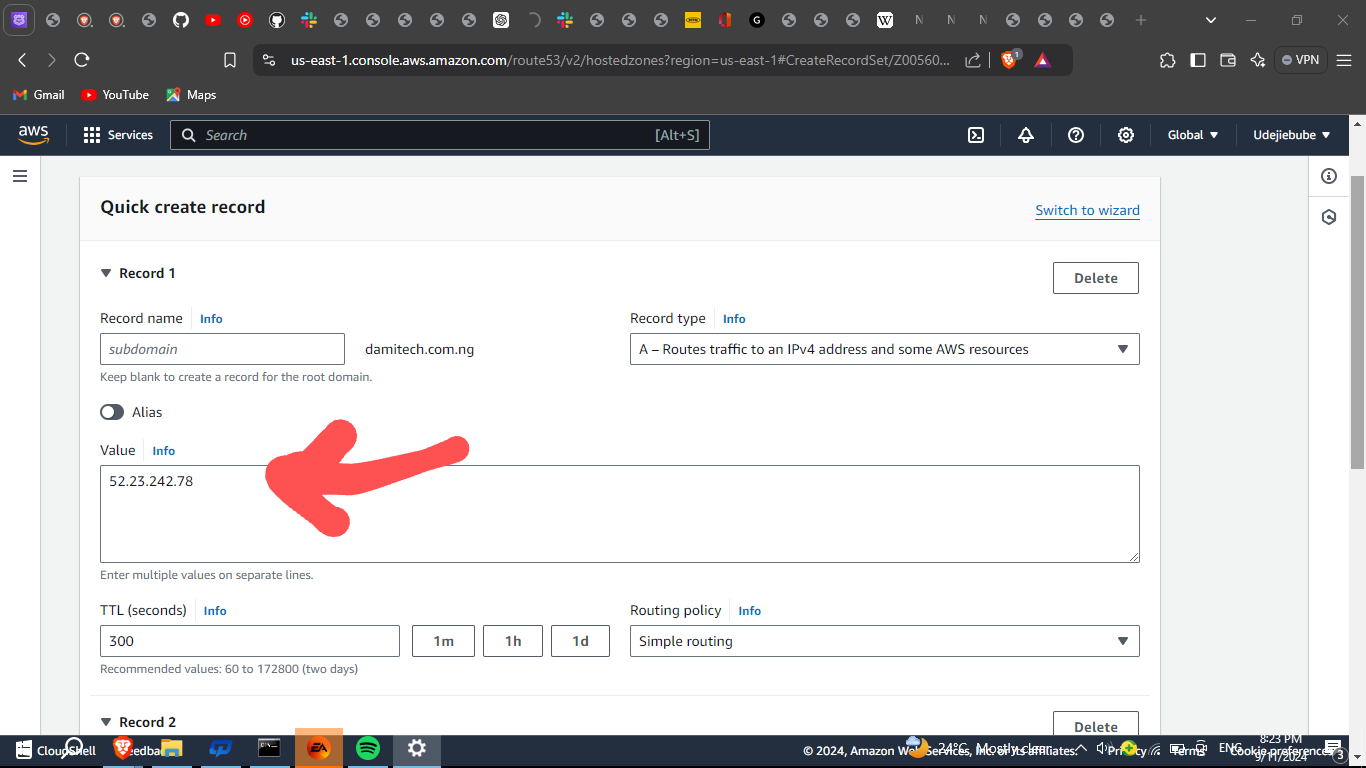 us-east-1.console.aws.amazon.com/route53/v2/hostedzones?region=us-east-1#CreateRecordSet/Z00560...
1
VPN
Gmail
YouTube
Maps
aws
Services
Search
[Alt+S]
Global
Udejiebube
Quick create record
Switch to wizard
Record 1
Delete
Record name
Info
Record type
Info
subdomain
damitech.com.ng
A – Routes traffic to an IPv4 address and some AWS resources
Keep blank to create a record for the root domain.
Alias
Value
Info
52.23.242.78
Enter multiple values on separate lines.
TTL (seconds)
Info
Routing policy
Info
300
1m
1h
1d
Simple routing
Recommended values: 60 to 172800 (two days)
Record 2
Delete
CloudShell
Feedba
EA
© 2024, Amazon Web Services, Inc. or its affiliates.
Privacy
Terms
Cookie preferences
24°C
ENG
8:23 PM
9/11/2024
3